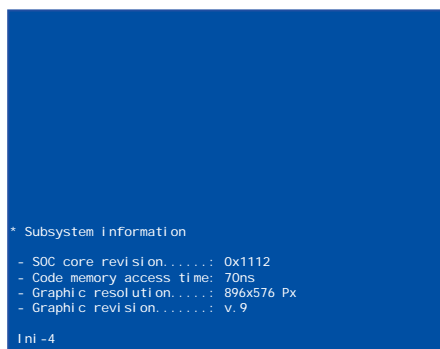 * Subsystem information
- SOC core revision......: 0x1112
- Code memory access time: 70ns
- Graphic resolution.....: 896x576 Px
- Graphic revision.......: v.9
Ini-4